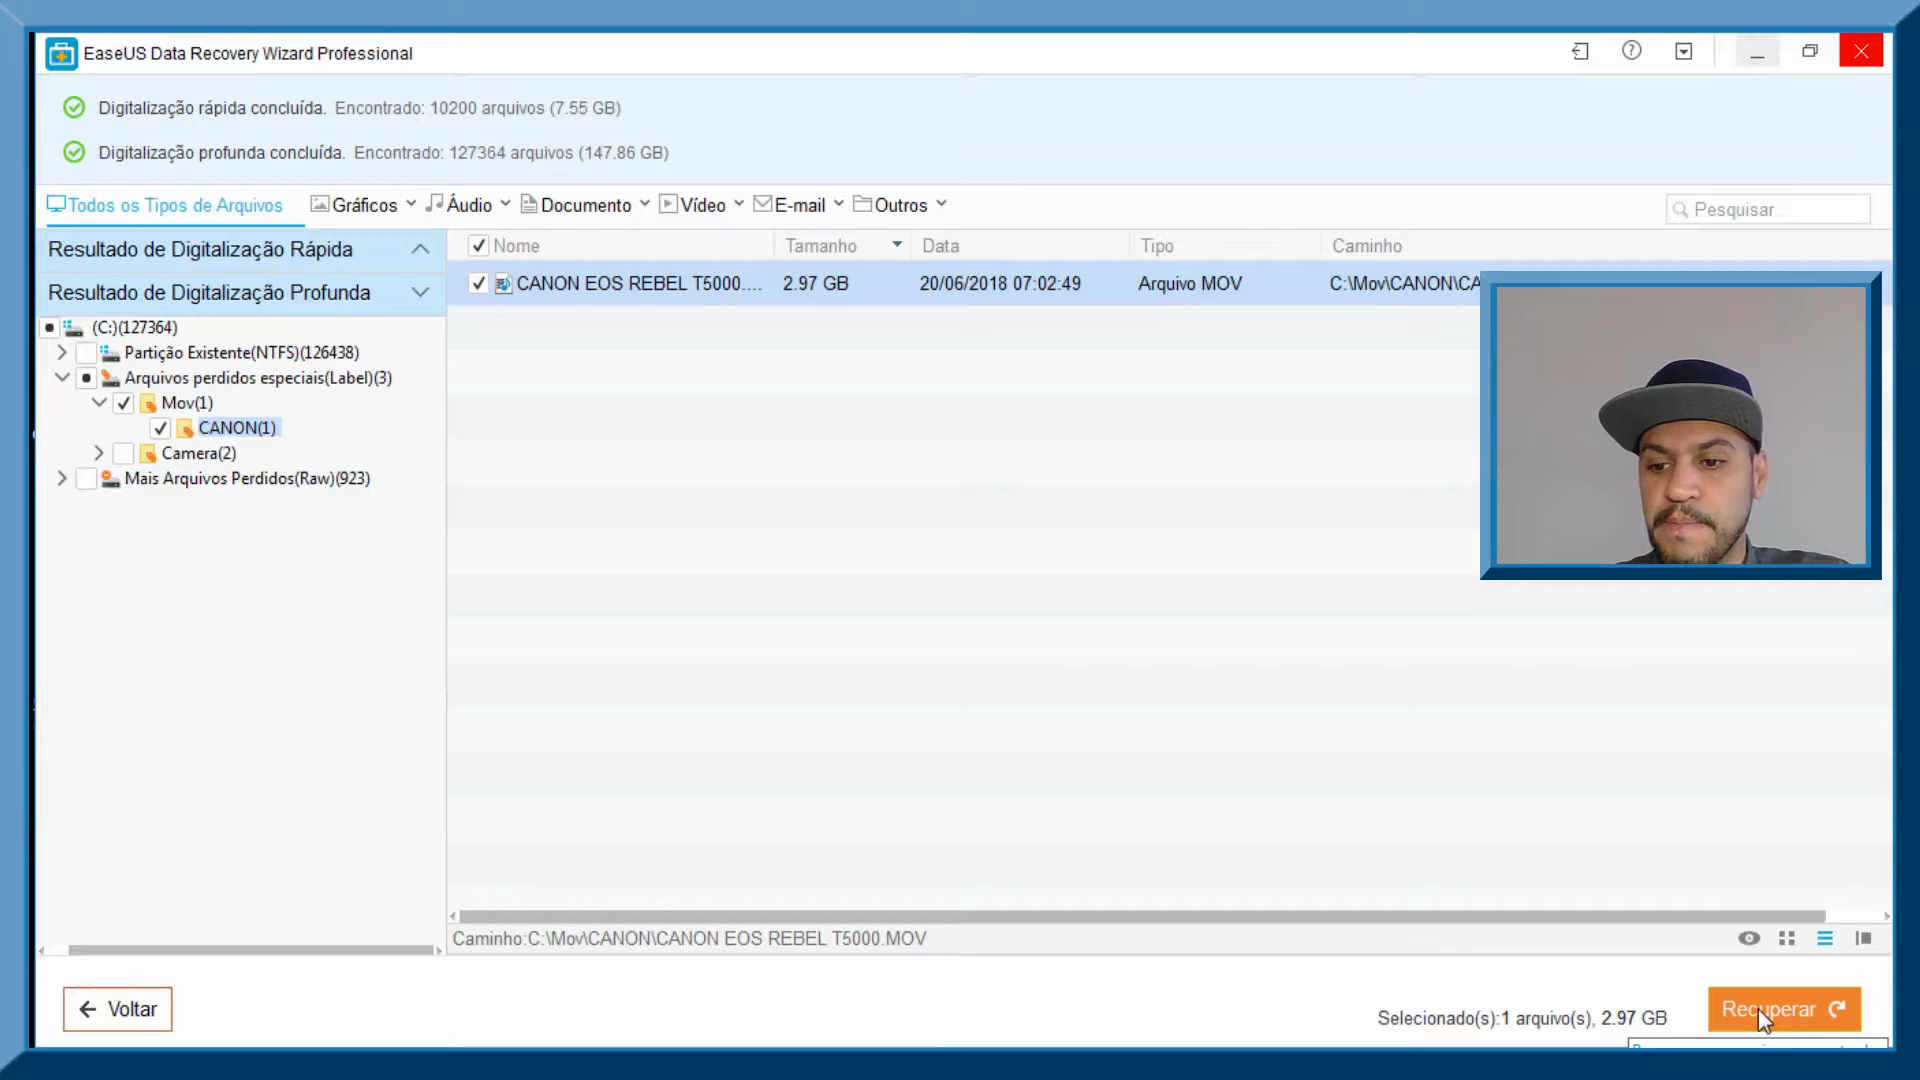 EaseUS Data Recovery Wizard Professional
Digitalização rápida concluída. Encontrado: 10200 arquivos (7.55 GB)
Digitalização profunda concluída. Encontrado: 127364 arquivos (147.86 GB)
Todos os Tipos de Arquivos Gráficos Áudio Documento Vídeo E-mail Outros Pesquisar
Resultado de Digitalização Rápida
Resultado de Digitalização Profunda
(C:)(127364)
Partição Existente(NTFS)(126438)
Arquivos perdidos especiais(Label)(3)
Mov(1)
CANON(1)
Camera(2)
Mais Arquivos Perdidos(Raw)(923)
Nome Tamanho Data Tipo Caminho
CANON EOS REBEL T5000.... 2.97 GB 20/06/2018 07:02:49 Arquivo MOV C:\Mov\CANON\CA
Caminho:C:\Mov\CANON\CANON EOS REBEL T5000.MOV
Voltar
Selecionado(s):1 arquivo(s), 2.97 GB
Recuperar